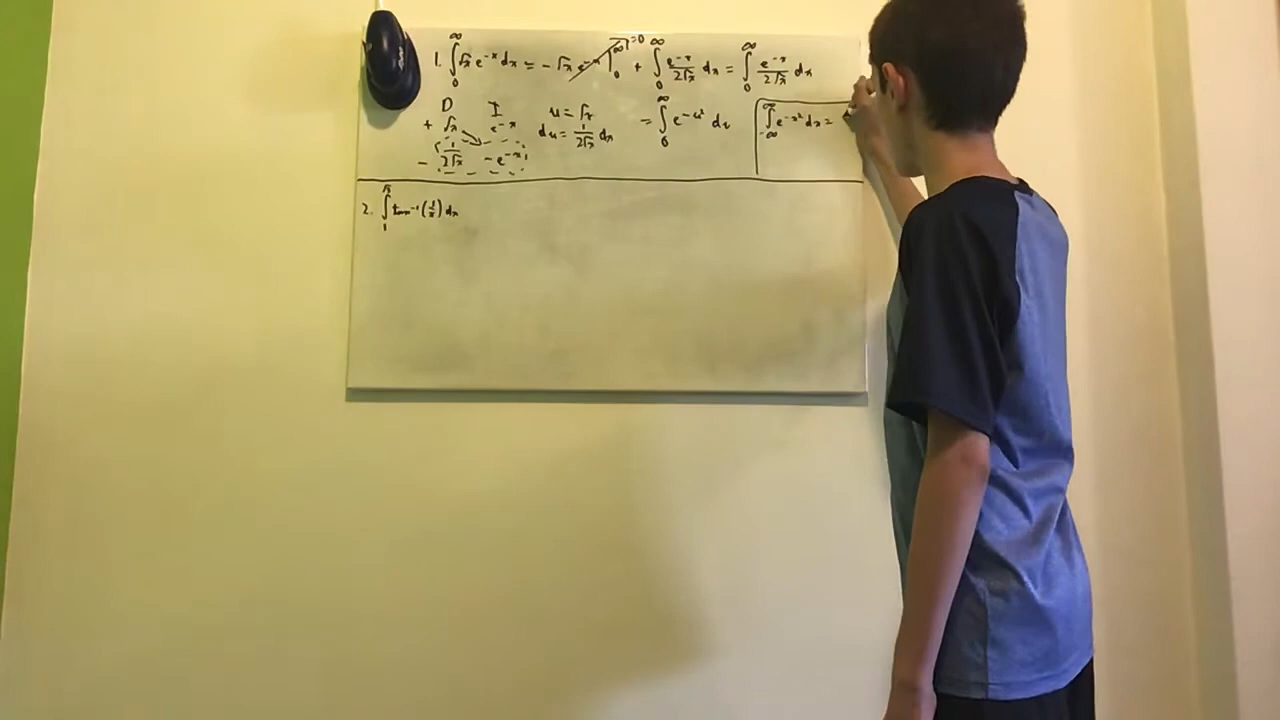 1. ∫₀^∞ √x e^-x dx = -√x e^-x |₀^∞ =0 + ∫₀^∞ e^-x/2√x dx = ∫₀^∞ e^-x/2√x dx
D I
+ √x e^-x
- 1/2√x -e^-x
u = √x
du = 1/2√x dx
= ∫₀^∞ e^-u² du
∫_-∞^∞ e^-x² dx =
2. ∫₁^√3 tan⁻¹(1/x) dx